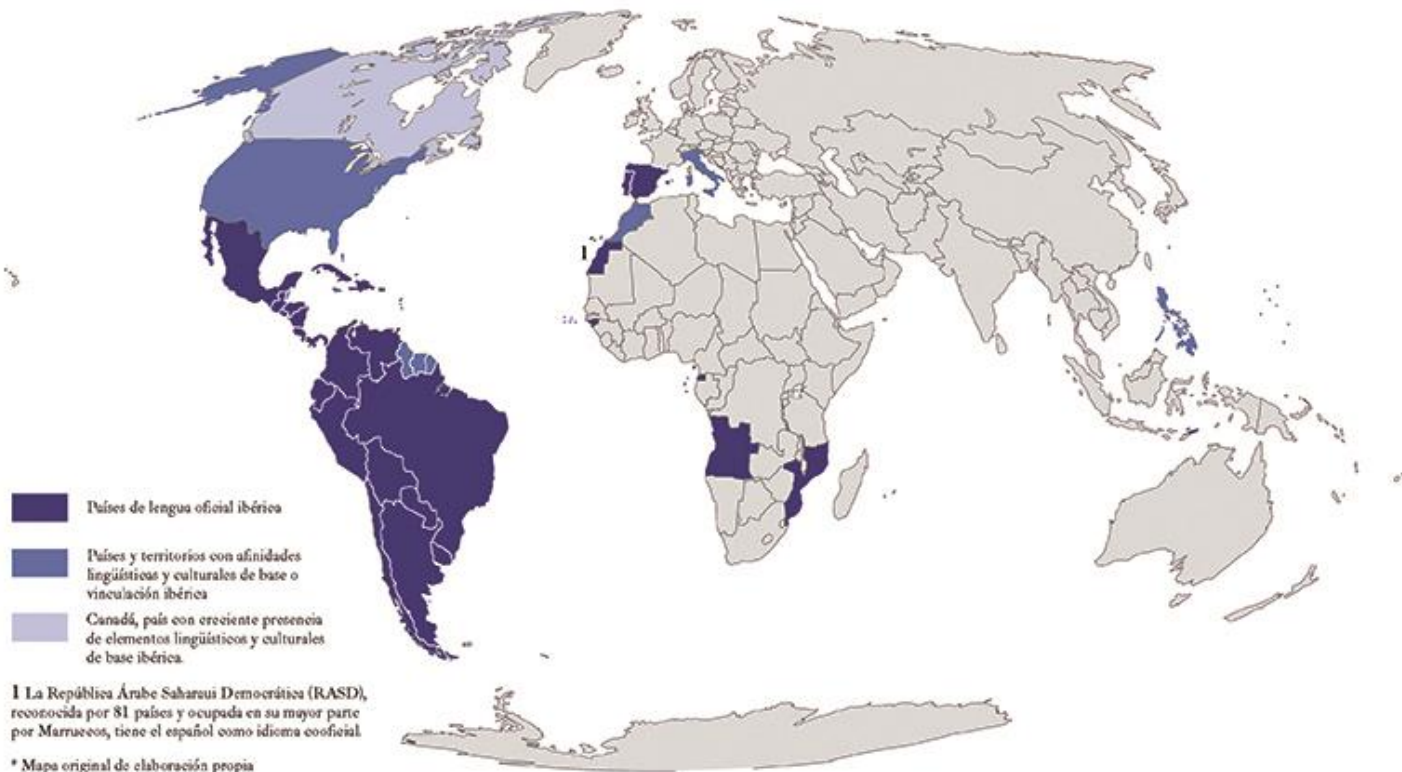 1
Países de lengua oficial ibérica
Países y territorios con afinidades
lingüísticas y culturales de base o
vinculación ibérica
Canadá, país con creciente presencia
de elementos lingüísticos y culturales
de base ibérica.
1 La República Árabe Saharaui Democrática (RASD),
reconocida por 81 países y ocupada en su mayor parte
por Marruecos, tiene el español como idioma cooficial.
* Mapa original de elaboración propia